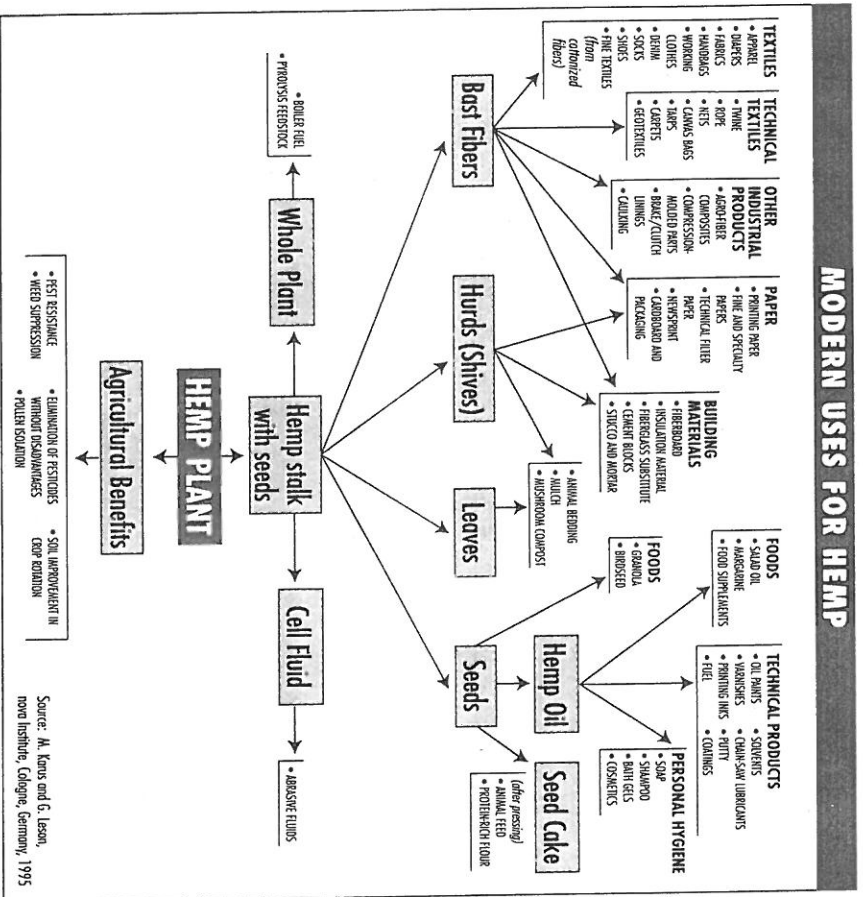 MODERN USES FOR HEMP
TEXTILES
• APPAREL
• DIAPERS
• FABRICS
• HANDBAGS
• WORKING
CLOTHES
• DENIM
• SOCKS
• SHOES
• FINE TEXTILES
(from
cottonized
fibers)
TECHNICAL
TEXTILES
• TWINE
• ROPE
• NETS
• CANVAS BAGS
• TARPS
• CARPETS
• GEOTEXTILES
OTHER
INDUSTRIAL
PRODUCTS
• AGRO-FIBER
COMPOSITES
• COMPRESSION-
MOLDED PARTS
• BRAKE/CLUTCH
LININGS
• CAULKING
PAPER
• PRINTING PAPER
• FINE AND SPECIALTY
PAPERS
• TECHNICAL FILTER
PAPER
• NEWSPRINT
• CARDBOARD AND
PACKAGING
BUILDING
MATERIALS
• FIBERBOARD
• INSULATION MATERIAL
• FIBERGLASS SUBSTITUTE
• CEMENT BLOCKS
• STUCCO AND MORTAR
• ANIMAL BEDDING
• MULCH
• MUSHROOM COMPOST
FOODS
• GRANOLA
• BIRDSEED
FOODS
• SALAD OIL
• MARGARINE
• FOOD SUPPLEMENTS
TECHNICAL PRODUCTS
• OIL PAINTS • SOLVENTS
• VARNISHES • CHAIN-SAW LUBRICANTS
• PRINTING INKS • PUTTY
• FUEL • COATINGS
PERSONAL HYGIENE
• SOAP
• SHAMPOO
• BATH GELS
• COSMETICS
Bast Fibers
Hurds (Shives)
Leaves
Seeds
Hemp Oil
Seed Cake
(after pressing)
• ANIMAL FEED
• PROTEIN-RICH FLOUR
• BOILER FUEL
• PYROLYSIS FEEDSTOCK
Whole Plant
Hemp stalk
with seeds
Cell Fluid
• ABRASIVE FLUIDS
HEMP PLANT
Agricultural Benefits
• PEST RESISTANCE
• WEED SUPPRESSION
• ELIMINATION OF PESTICIDES
WITHOUT DISADVANTAGES
• POLLEN ISOLATION
• SOIL IMPROVEMENT IN
CROP ROTATION
Source: M. Karus and G. Leson,
nova Institute, Cologne, Germany, 1995